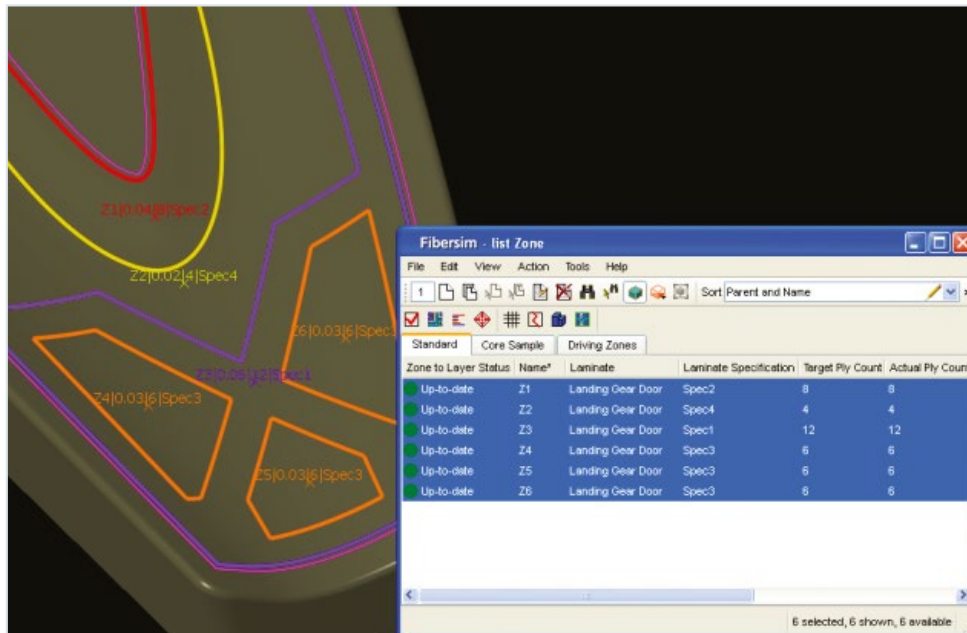 Z1|0.04|8|Spec2
Z2|0.02|4|Spec4
Z6|0.03|6|Spec
Z3|0.05|12|Spec1
Z4|0.03|6|Spec3
Z5|0.03|6|Spec3
Fibersim - list Zone
File Edit View Action Tools Help
1 Sort Parent and Name
Standard Core Sample Driving Zones
Zone to Layer Status Name* Laminate Laminate Specification Target Ply Count Actual Ply Coun
Up-to-date Z1 Landing Gear Door Spec2 8 8
Up-to-date Z2 Landing Gear Door Spec4 4 4
Up-to-date Z3 Landing Gear Door Spec1 12 12
Up-to-date Z4 Landing Gear Door Spec3 6 6
Up-to-date Z5 Landing Gear Door Spec3 6 6
Up-to-date Z6 Landing Gear Door Spec3 6 6
6 selected, 6 shown, 6 available